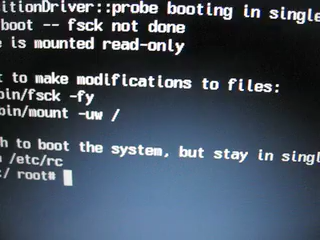 itionDriver::probe booting in single
boot -- fsck not done
e is mounted read-only
t to make modifications to files:
bin/fsck -fy
bin/mount -uw /
h to boot the system, but stay in singl
/etc/rc
:/ root#